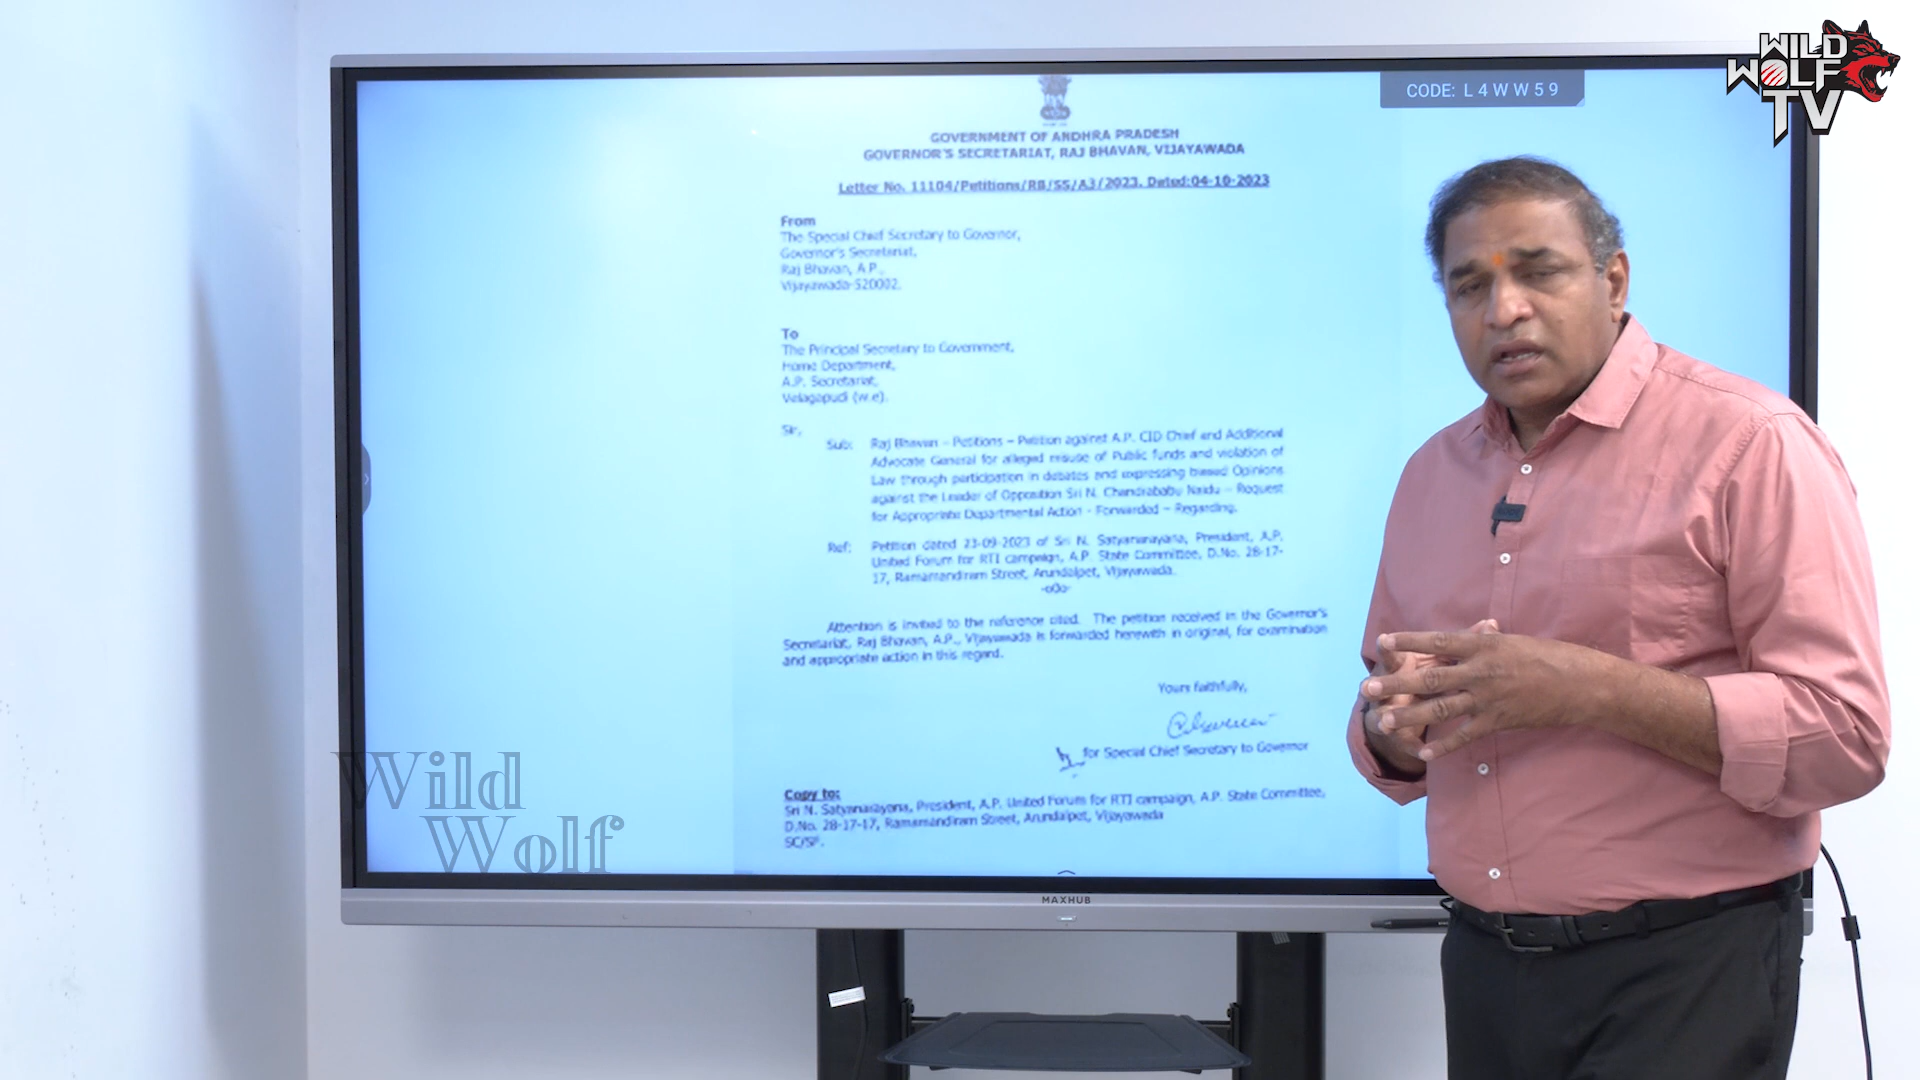 WILD
WOLF
TV
CODE: L4WW59
GOVERNMENT OF ANDHRA PRADESH
GOVERNOR'S SECRETARIAT, RAJ BHAVAN, VIJAYAWADA
Letter No. 11104/Petitions/RB/SS/A3/2023. Dated:04-10-2023
From
The Special Chief Secretary to Governor,
Governor's Secretariat,
Raj Bhavan, A.P.,
Vijayawada-520002.
To
The Principal Secretary to Government,
Home Department,
A.P. Secretariat,
Velagapudi (w.e).
Sir,
Sub: Raj Bhavan – Petitions – Petition against A.P. CID Chief and Additional
Advocate General for alleged misuse of Public funds and violation of
Law through participation in debates and expressing biased Opinions
against the Leader of Opposition Sri N. Chandrababu Naidu – Request
for Appropriate Departmental Action - Forwarded – Regarding.
Ref: Petition dated 23-09-2023 of Sri N. Satyanarayana, President, A.P.
United Forum for RTI campaign, A.P. State Committee, D.No. 28-17-
17, Ramamandiram Street, Arundalpet, Vijayawada.
-o0o-
Attention is invited to the reference cited. The petition received in the Governor's
Secretariat, Raj Bhavan, A.P., Vijayawada is forwarded herewith in original, for examination
and appropriate action in this regard.
Yours faithfully,
for Special Chief Secretary to Governor
Copy to:
Sri N. Satyanarayana, President, A.P. United Forum for RTI campaign, A.P. State Committee,
D.No. 28-17-17, Ramamandiram Street, Arundalpet, Vijayawada
SC/SF.
Wild
Wolf
MAXHUB